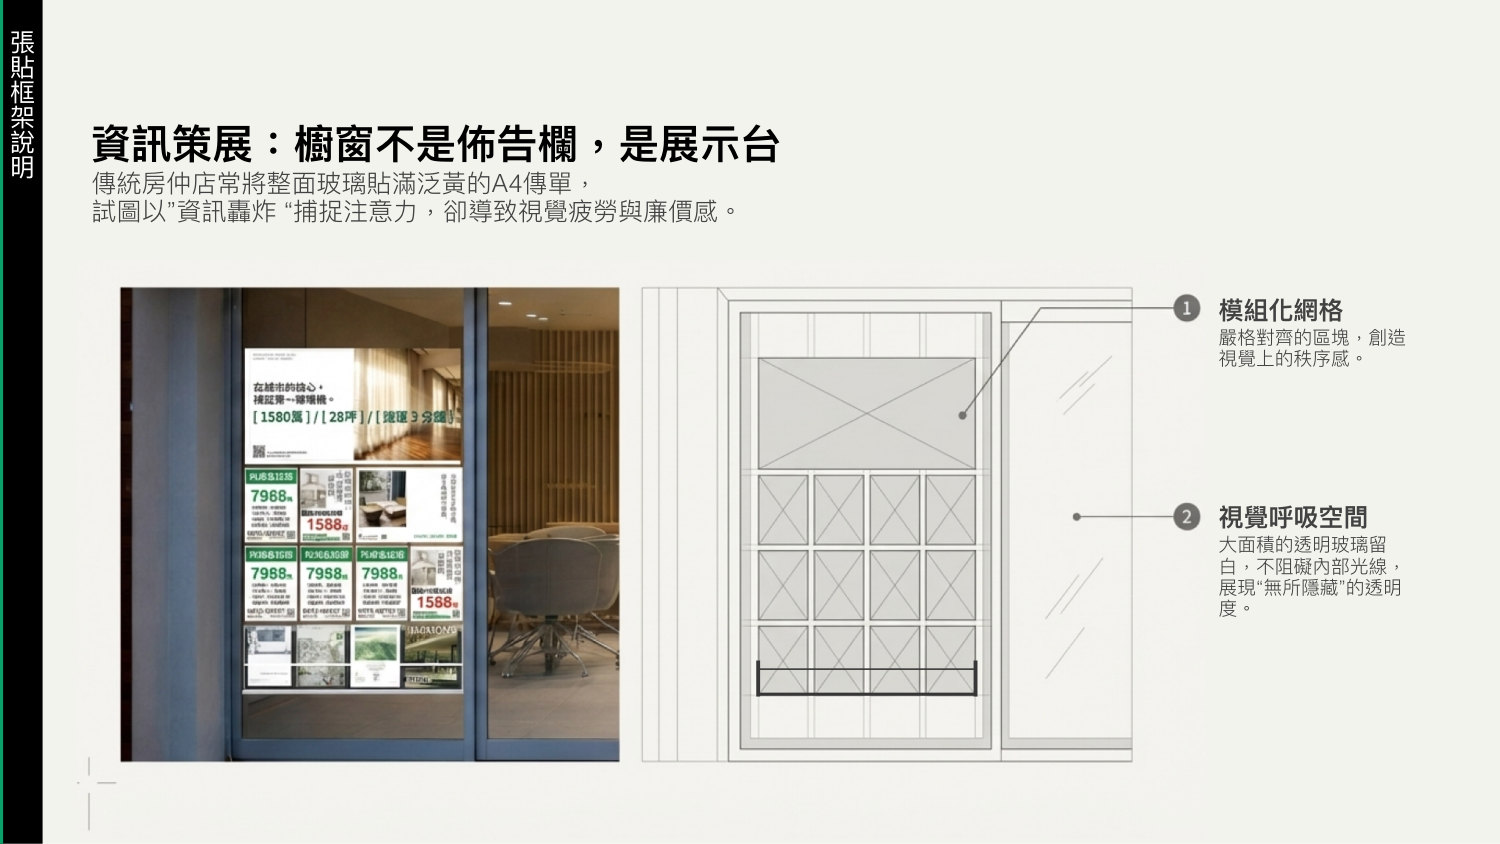 張貼框架說明
資訊策展：櫥窗不是佈告欄，是展示台
傳統房仲店常將整面玻璃貼滿泛黃的A4傳單，
試圖以”資訊轟炸 “捕捉注意力，卻導致視覺疲勞與廉價感。
[ 1580萬 ] / [ 28坪 ] /
7968
1588
7988
7958
7988
1588
1
模組化網格
嚴格對齊的區塊，創造
視覺上的秩序感。
2
視覺呼吸空間
大面積的透明玻璃留
白，不阻礙內部光線，
展現“無所隱藏”的透明
度。